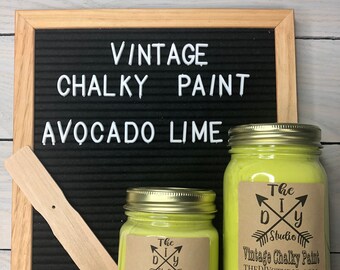 VINTAGE
CHALKY PAINT
AVOCADO LIME
The
DIY
Studio
Vintage Chalky Paint
The
DIY